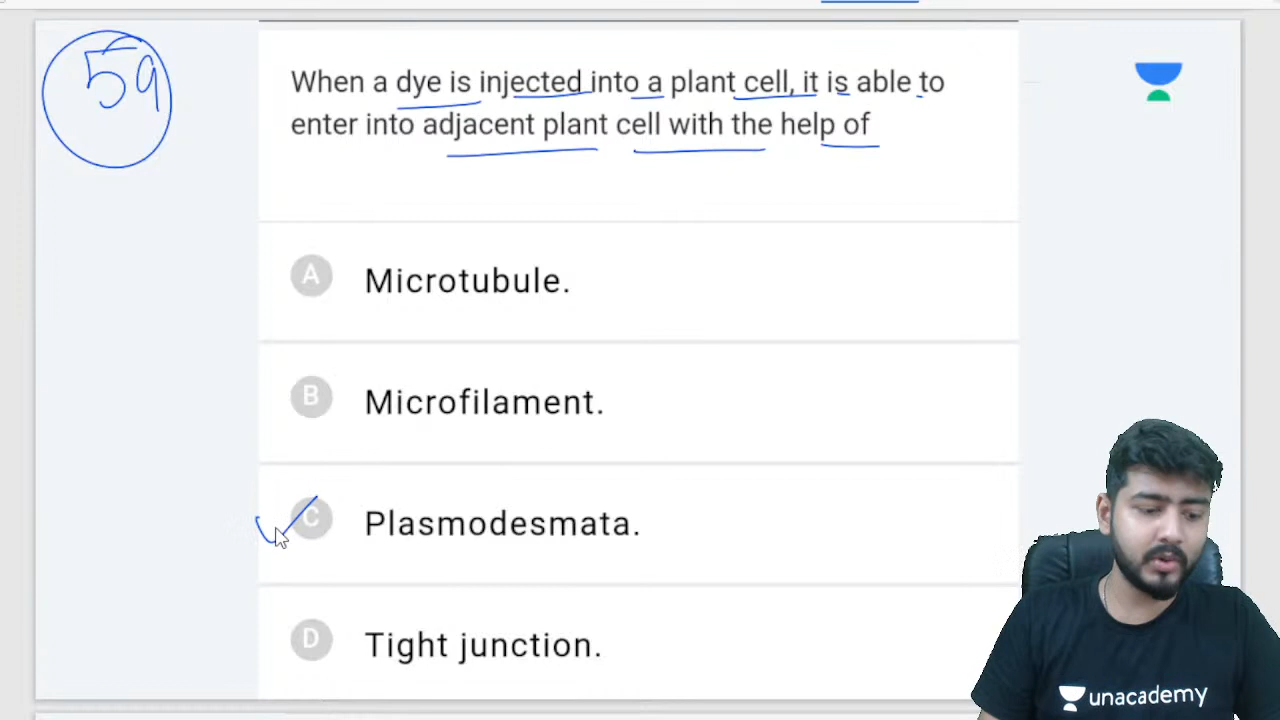 59
When a dye is injected into a plant cell, it is able to
enter into adjacent plant cell with the help of
A Microtubule.
B Microfilament.
C Plasmodesmata.
D Tight junction.
unacademy